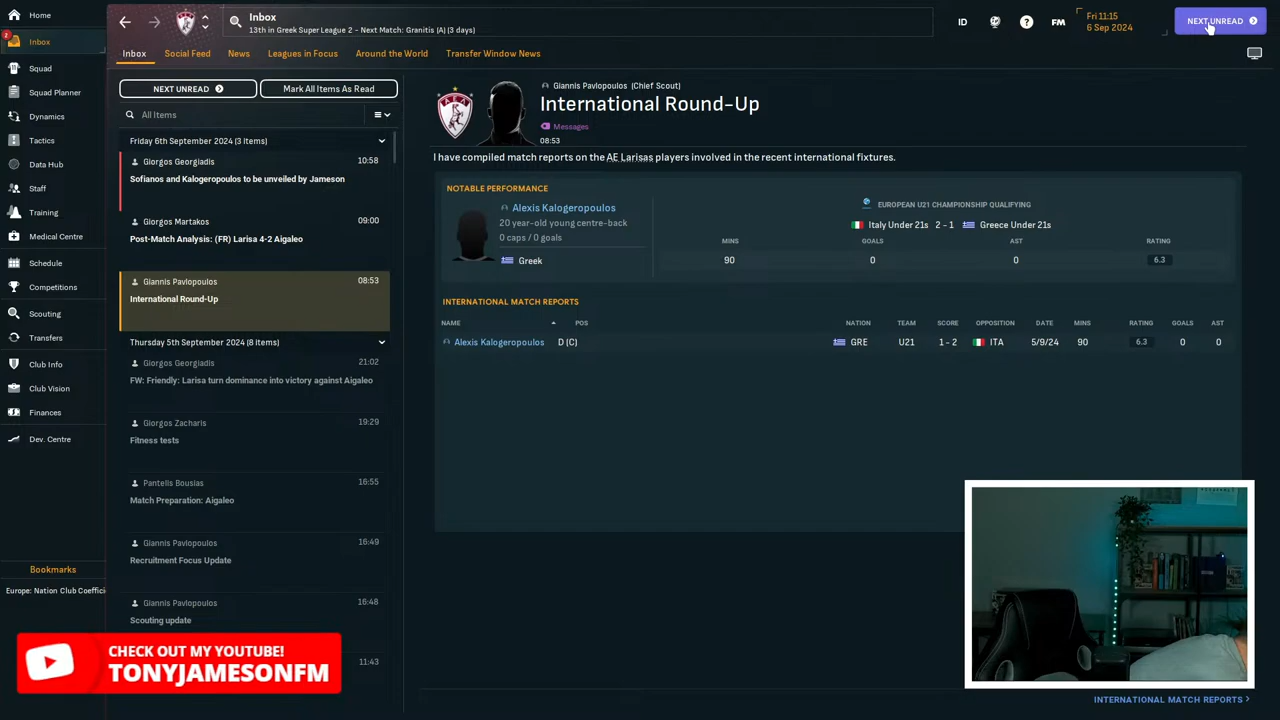 Home
Inbox
13th in Greek Super League 2 - Next Match: Granitis (A) (3 days)
ID
?
FM
Fri 11:15
6 Sep 2024
NEXT UNREAD
2
Inbox
Squad
Squad Planner
Dynamics
Tactics
Data Hub
Staff
Training
Medical Centre
Schedule
Competitions
Scouting
Transfers
Club Info
Club Vision
Finances
Dev. Centre
Bookmarks
Europe: Nation Club Coeffici
Inbox
Social Feed
News
Leagues in Focus
Around the World
Transfer Window News
NEXT UNREAD
Mark All Items As Read
All Items
Friday 6th September 2024 (3 Items)
Giorgos Georgiadis 10:58
Sofianos and Kalogeropoulos to be unveiled by Jameson
Giorgos Martakos 09:00
Post-Match Analysis: (FR) Larisa 4-2 Aigaleo
Giannis Pavlopoulos 08:53
International Round-Up
Thursday 5th September 2024 (8 Items)
Giorgos Georgiadis 21:02
FW: Friendly: Larisa turn dominance into victory against Aigaleo
Giorgos Zacharis 19:29
Fitness tests
Pantelis Bousias 16:55
Match Preparation: Aigaleo
Giannis Pavlopoulos 16:49
Recruitment Focus Update
Giannis Pavlopoulos 16:48
Scouting update
11:43
Giannis Pavlopoulos (Chief Scout)
International Round-Up
Messages
08:53
I have compiled match reports on the AE Larisas players involved in the recent international fixtures.
NOTABLE PERFORMANCE
Alexis Kalogeropoulos
20 year-old young centre-back
0 caps / 0 goals
Greek
EUROPEAN U21 CHAMPIONSHIP QUALIFYING
Italy Under 21s 2 - 1 Greece Under 21s
MINS GOALS AST RATING
90 0 0 6.3
INTERNATIONAL MATCH REPORTS
NAME POS NATION TEAM SCORE OPPOSITION DATE MINS RATING GOALS AST
Alexis Kalogeropoulos D (C) GRE U21 1 - 2 ITA 5/9/24 90 6.3 0 0
INTERNATIONAL MATCH REPORTS
CHECK OUT MY YOUTUBE!
TONYJAMESONFM